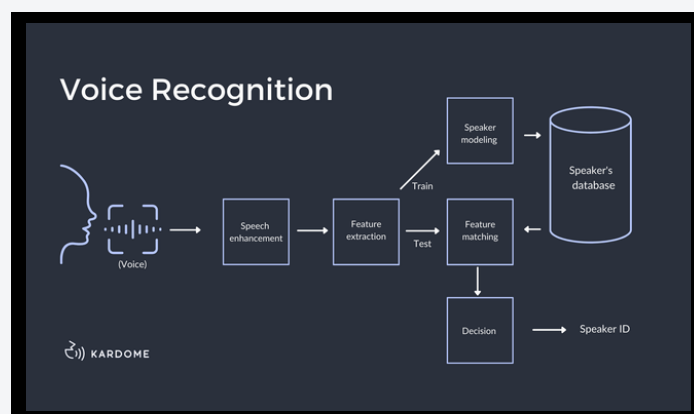 Voice Recognition
(Voice)
Speech
enhancement
Feature
extraction
Train
Test
Speaker
modeling
Feature
matching
Speaker's
database
Decision
Speaker ID
KARDOME